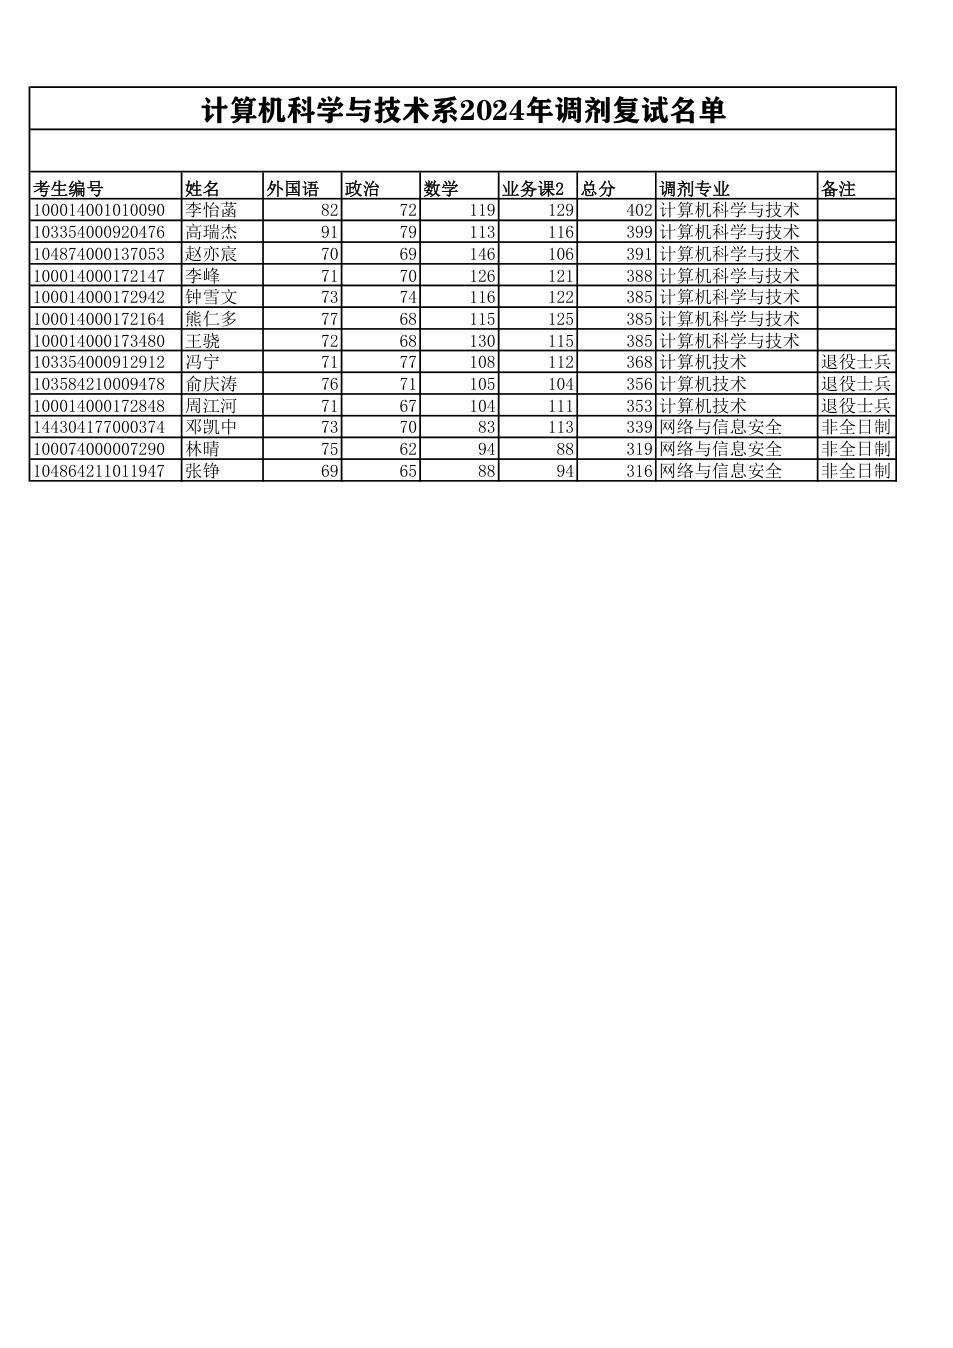 计算机科学与技术系2024年调剂复试名单
考生编号 姓名 外国语 政治 数学 业务课2 总分 调剂专业 备注
100014001010090 李怡菡 82 72 119 129 402 计算机科学与技术
103354000920476 高瑞杰 91 79 113 116 399 计算机科学与技术
104874000137053 赵亦宸 70 69 146 106 391 计算机科学与技术
100014000172147 李峰 71 70 126 121 388 计算机科学与技术
100014000172942 钟雪文 73 74 116 122 385 计算机科学与技术
100014000172164 熊仁多 77 68 115 125 385 计算机科学与技术
100014000173480 王骁 72 68 130 115 385 计算机科学与技术
103354000912912 冯宁 71 77 108 112 368 计算机技术 退役士兵
103584210009478 俞庆涛 76 71 105 104 356 计算机技术 退役士兵
100014000172848 周江河 71 67 104 111 353 计算机技术 退役士兵
144304177000374 邓凯中 73 70 83 113 339 网络与信息安全 非全日制
100074000007290 林晴 75 62 94 88 319 网络与信息安全 非全日制
104864211011947 张铮 69 65 88 94 316 网络与信息安全 非全日制